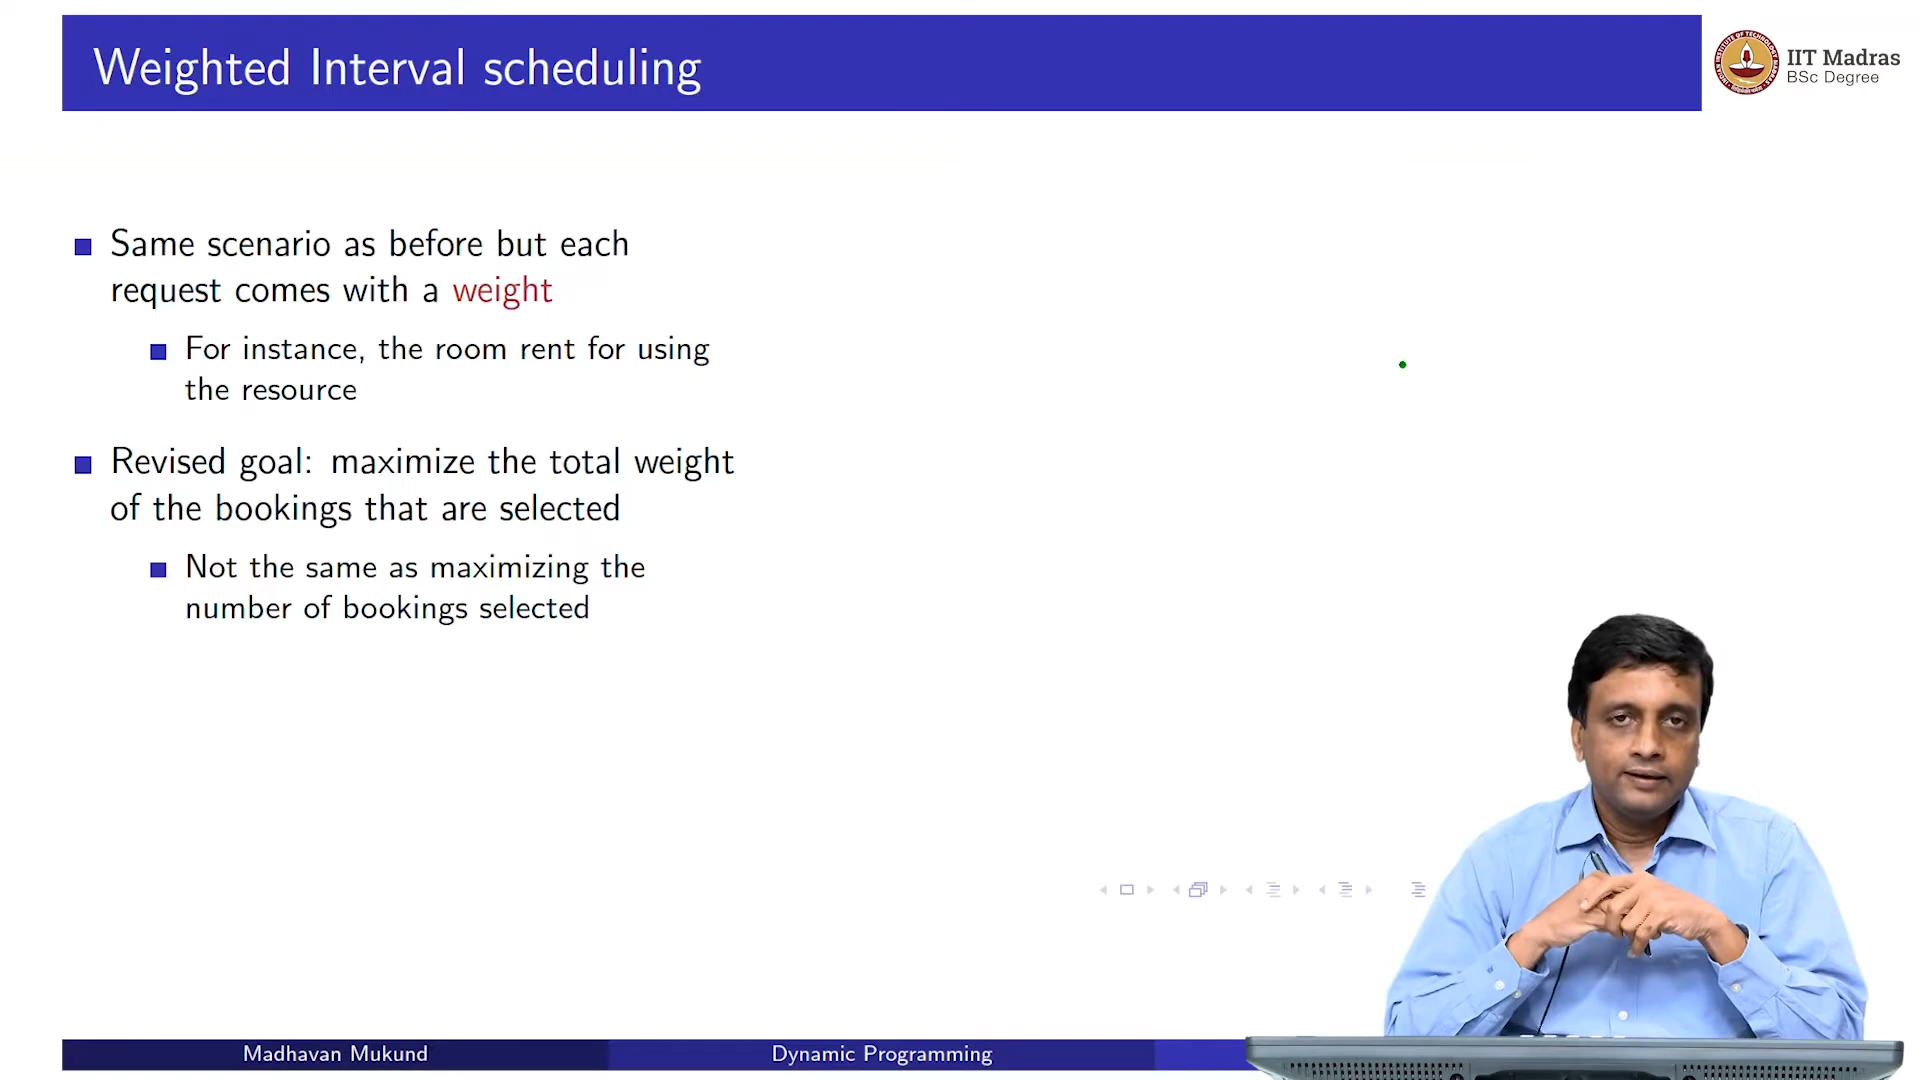 Weighted Interval scheduling
IIT Madras
BSc Degree
Same scenario as before but each
request comes with a weight
For instance, the room rent for using
the resource
Revised goal: maximize the total weight
of the bookings that are selected
Not the same as maximizing the
number of bookings selected
Madhavan Mukund
Dynamic Programming